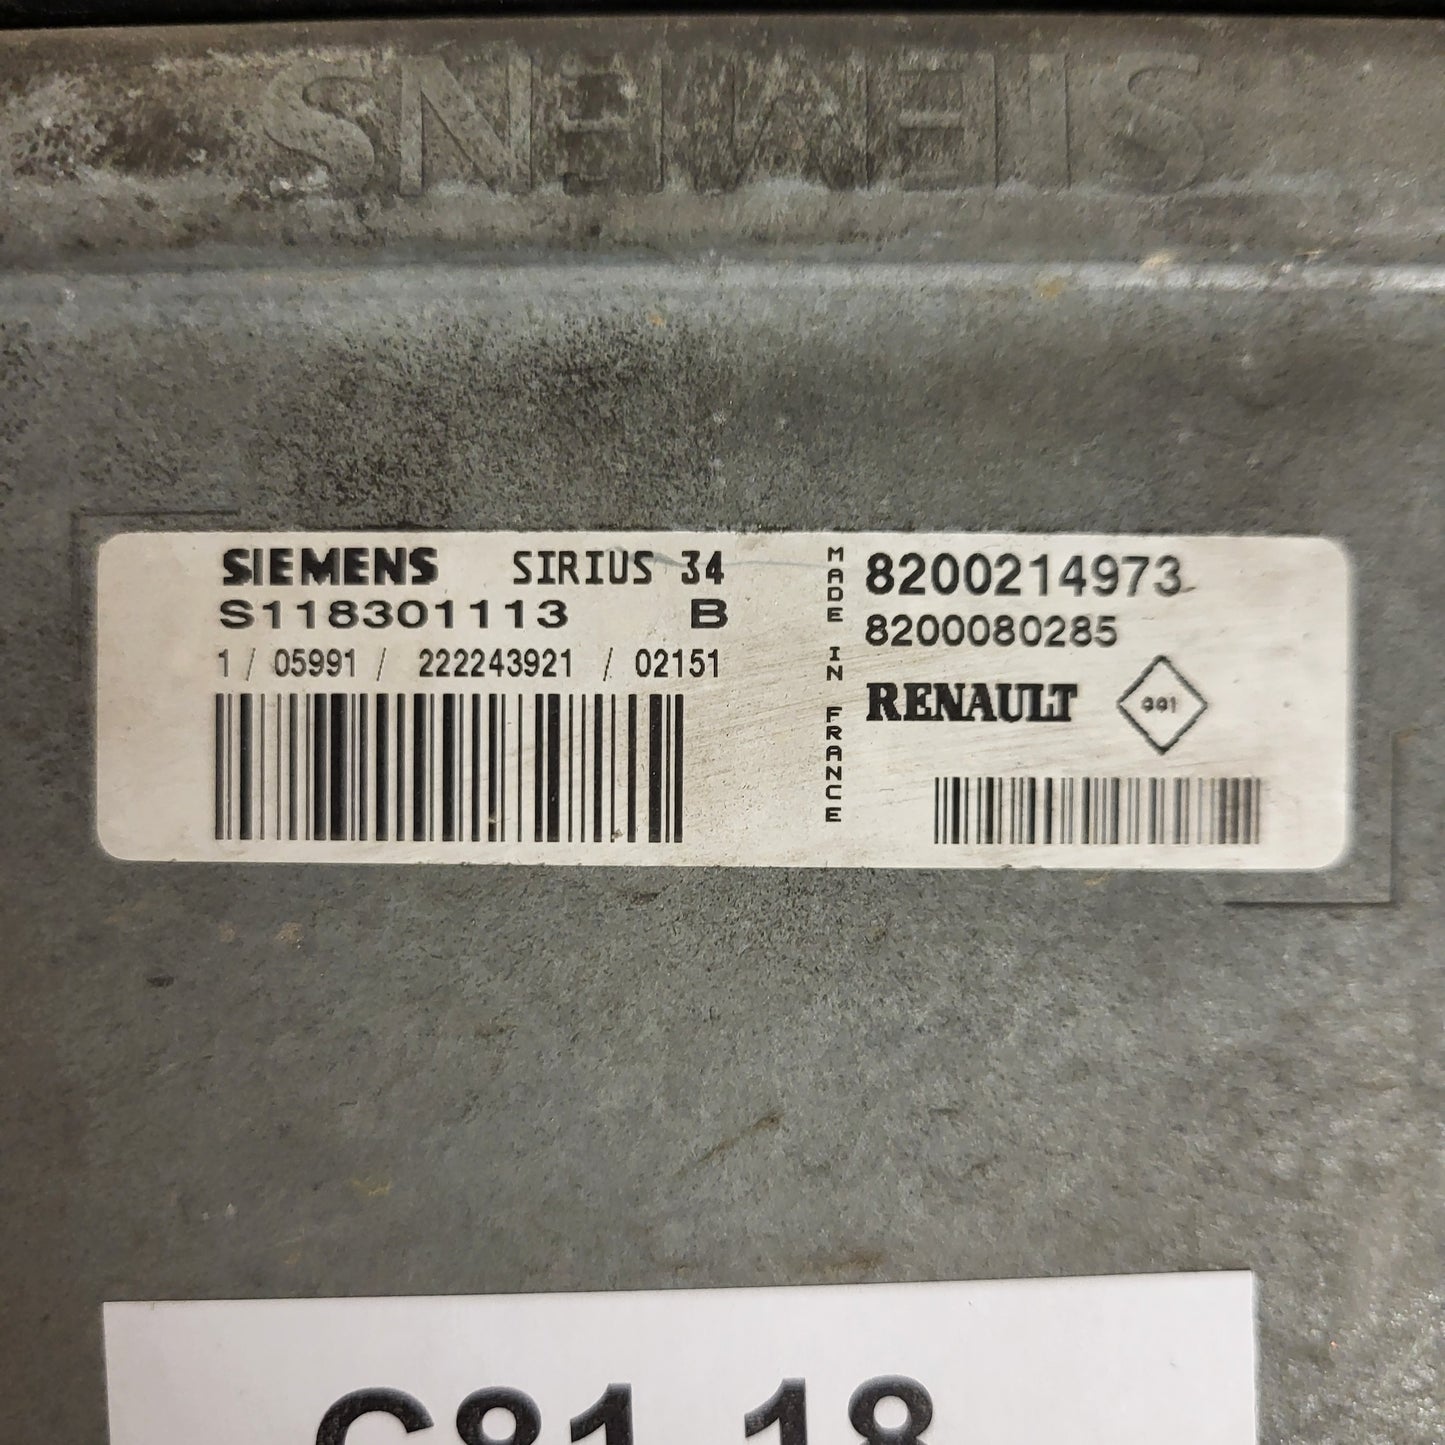 SIEMENS
SIEMENS SIRIUS 34
S118301113 B
1 / 05991 / 222243921 / 02151
MADE IN FRANCE
8200214973
8200080285
RENAULT